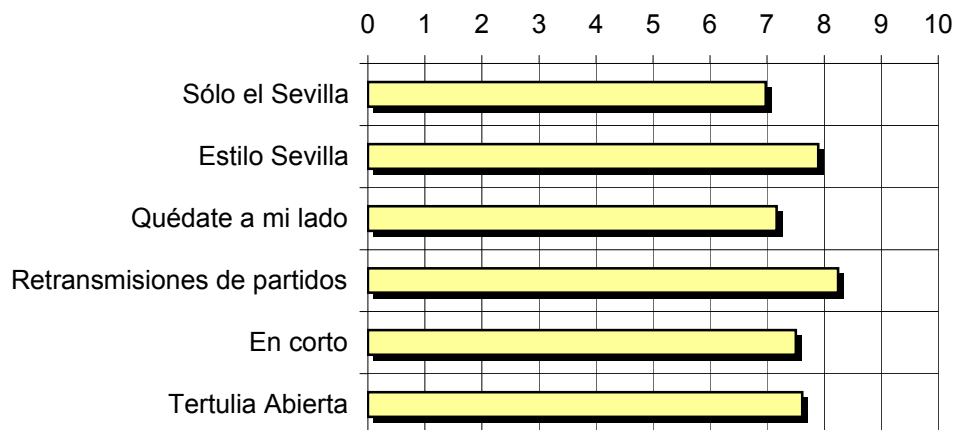 0 1 2 3 4 5 6 7 8 9 10
Sólo el Sevilla
Estilo Sevilla
Quédate a mi lado
Retransmisiones de partidos
En corto
Tertulia Abierta